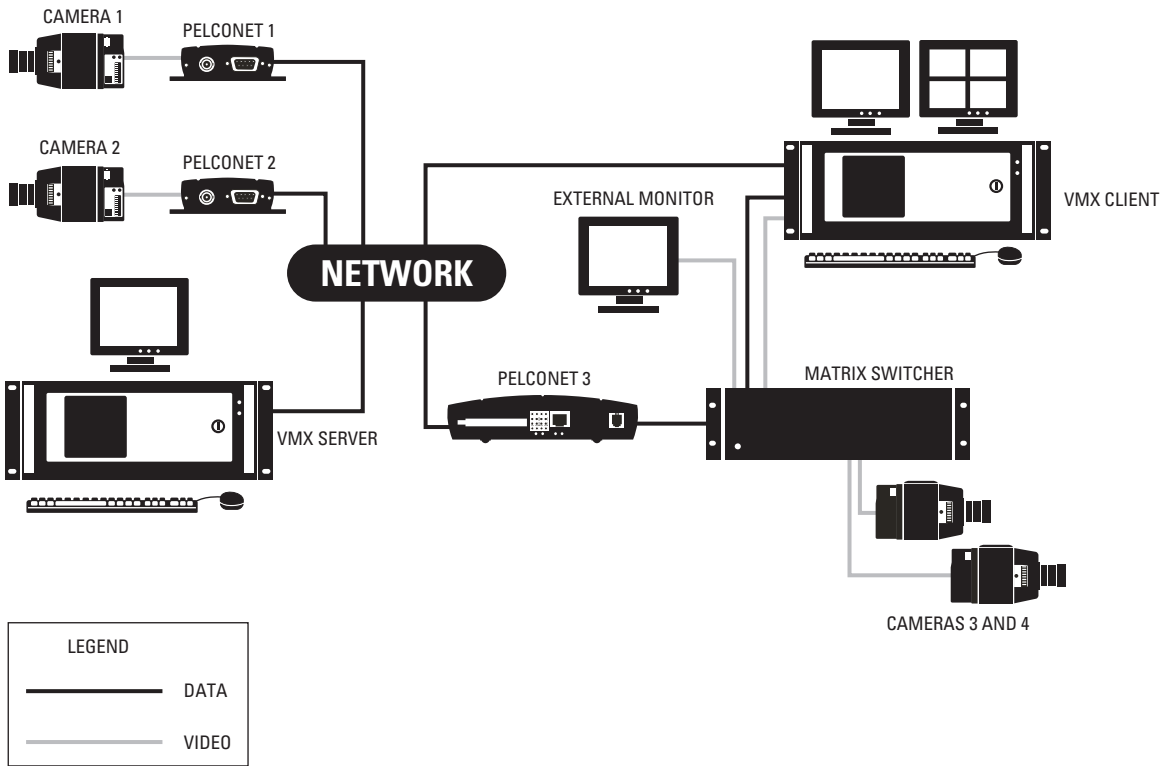 CAMERA 1
PELCONET 1
CAMERA 2
PELCONET 2
EXTERNAL MONITOR
VMX CLIENT
NETWORK
PELCONET 3
MATRIX SWITCHER
VMX SERVER
CAMERAS 3 AND 4
LEGEND
DATA
VIDEO